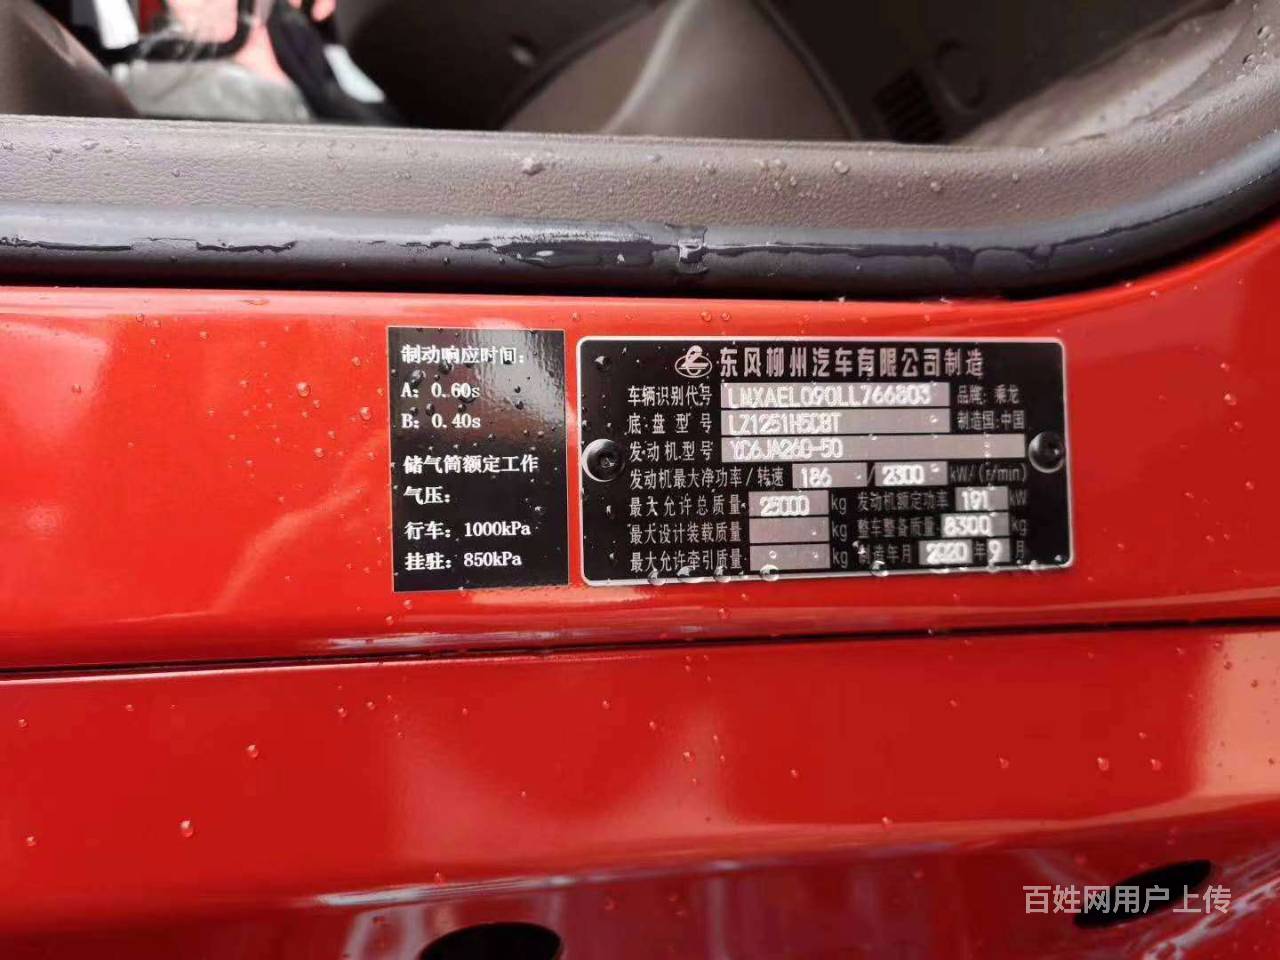 制动响应时间：
A：0.60s
B：0.40s
储气筒额定工作
气压：
行车：1000kPa
挂驻：850kPa
东风柳州汽车有限公司制造
车辆识别代号 LNXAEL090LL766803 品牌：乘龙
底盘型号 LZ1251H5CBT 制造国：中国
发动机型号 YC6JA260-50
发动机最大净功率/转速 186 / 2300 kW/(r/min)
最大允许总质量 25000 kg 发动机额定功率 191 kW
最大设计装载质量 kg 整车整备质量 8300 kg
最大允许牵引质量 kg 制造年月 2020 年 9 月
百姓网用户上传